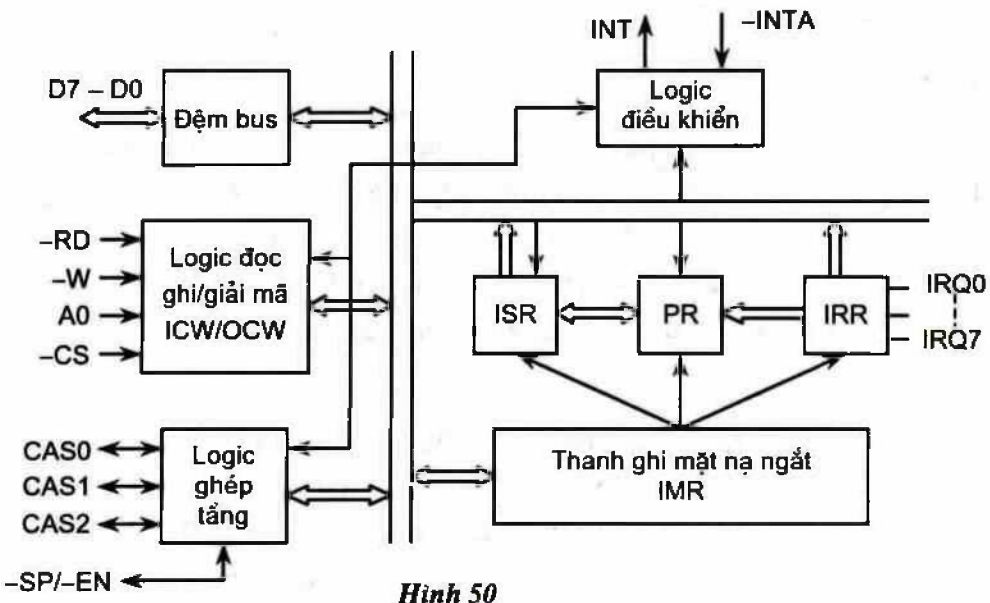 INT
–INTA
D7 – D0
Đệm bus
Logic
điều khiển
–RD
–W
A0
–CS
Logic đọc
ghi/giải mã
ICW/OCW
ISR
PR
IRR
IRQ0
IRQ7
CAS0
CAS1
CAS2
Logic
ghép
tầng
Thanh ghi mặt nạ ngắt
IMR
–SP/–EN
Hình 50